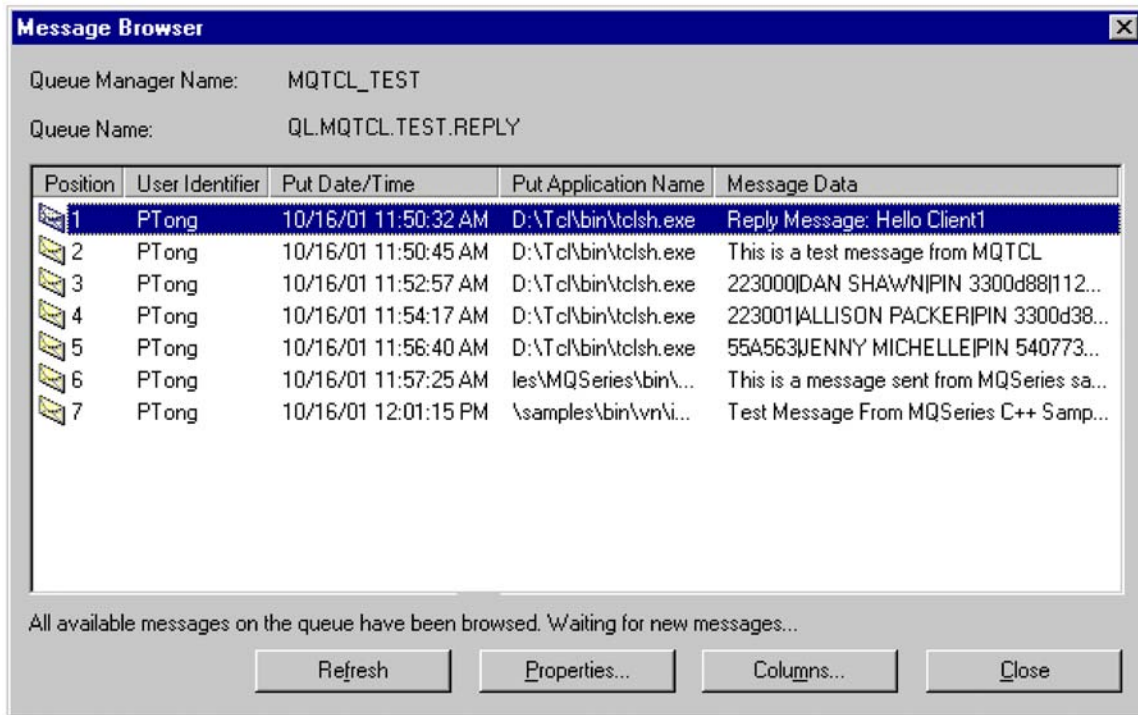 Message Browser
Queue Manager Name: MQTCL_TEST
Queue Name: QL.MQTCL.TEST.REPLY
Position User Identifier Put Date/Time Put Application Name Message Data
1 PTong 10/16/01 11:50:32 AM D:\Tcl\bin\tclsh.exe Reply Message: Hello Client1
2 PTong 10/16/01 11:50:45 AM D:\Tcl\bin\tclsh.exe This is a test message from MQTCL
3 PTong 10/16/01 11:52:57 AM D:\Tcl\bin\tclsh.exe 223000|DAN SHAWN|PIN 3300d88|112...
4 PTong 10/16/01 11:54:17 AM D:\Tcl\bin\tclsh.exe 223001|ALLISON PACKER|PIN 3300d38...
5 PTong 10/16/01 11:56:40 AM D:\Tcl\bin\tclsh.exe 55A563|JENNY MICHELLE|PIN 540773...
6 PTong 10/16/01 11:57:25 AM les\MQSeries\bin\... This is a message sent from MQSeries sa...
7 PTong 10/16/01 12:01:15 PM \samples\bin\vn\i... Test Message From MQSeries C++ Samp...
All available messages on the queue have been browsed. Waiting for new messages...
Refresh Properties... Columns... Close